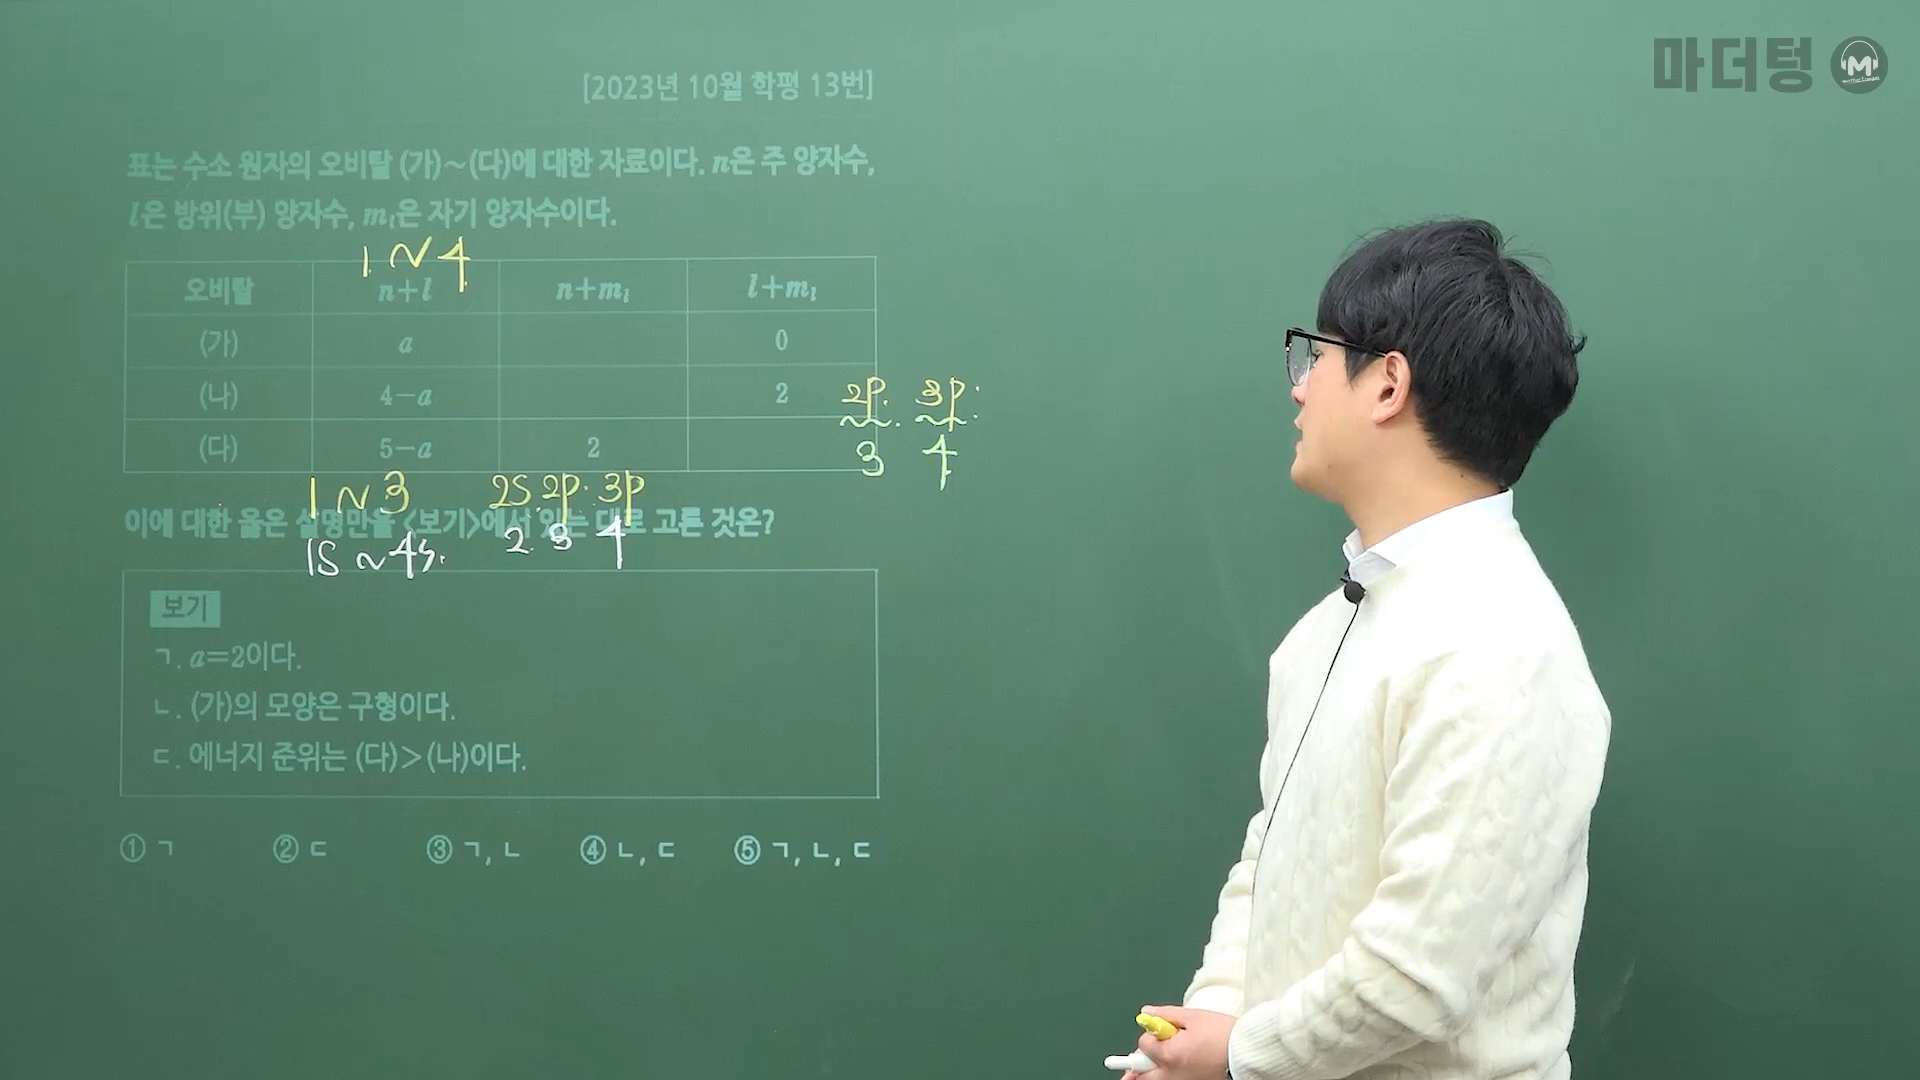 마더텅
[2023년 10월 학평 13번]
표는 수소 원자의 오비탈 (가)~(다)에 대한 자료이다. n은 주 양자수,
l은 방위(부) 양자수, mₗ은 자기 양자수이다.
1 ~ 4
오비탈 n+l n+mₗ l+mₗ
(가) a 0
(나) 4-a 2
2p. 3p.
(다) 5-a 2
3 4
1 ~ 3 2S 2p. 3p
이에 대한 옳은 설명만을 <보기>에서 있는 대로 고른 것은?
1S ~ 4s. 2. 3 4
보기
ㄱ. a=2이다.
ㄴ. (가)의 모양은 구형이다.
ㄷ. 에너지 준위는 (다)>(나)이다.
① ㄱ ② ㄷ ③ ㄱ, ㄴ ④ ㄴ, ㄷ ⑤ ㄱ, ㄴ, ㄷ